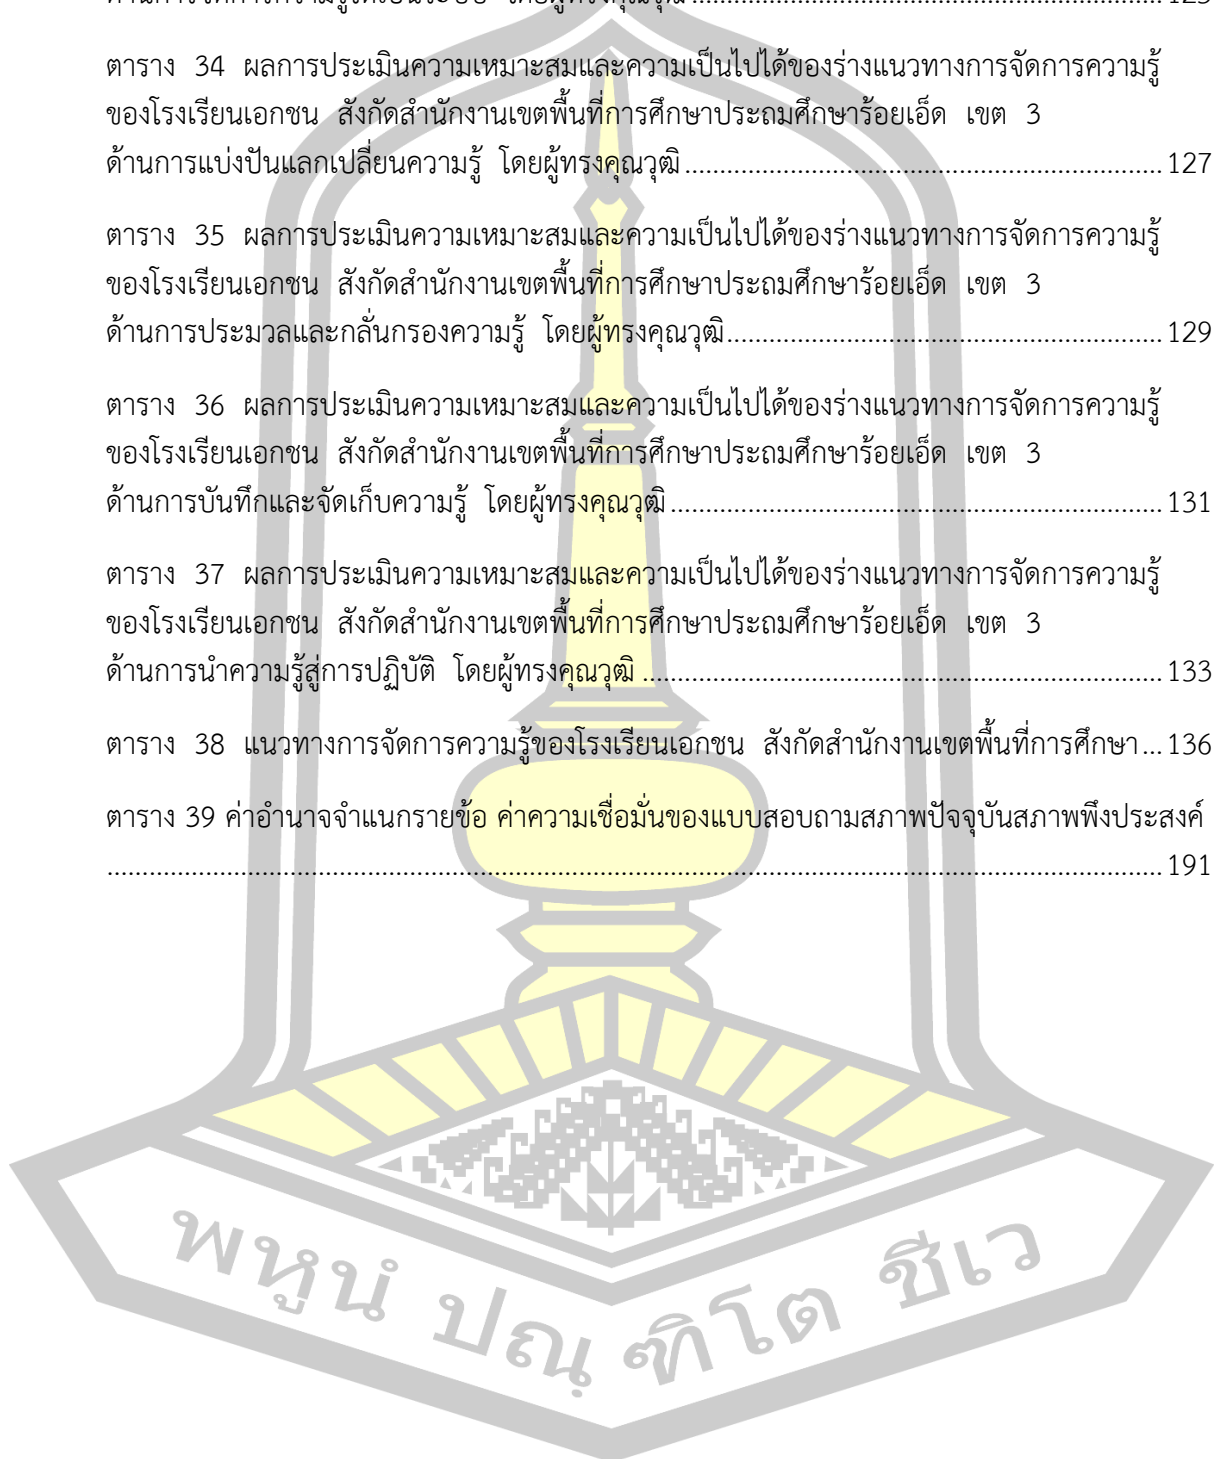 ด้านการจัดการความรู้ให้เป็นระบบ โดยผู้ทรงคุณวุฒิ
ตาราง 34 ผลการประเมินความเหมาะสมและความเป็นไปได้ของร่างแนวทางการจัดการความรู้
ของโรงเรียนเอกชน สังกัดสำนักงานเขตพื้นที่การศึกษาประถมศึกษาร้อยเอ็ด เขต 3
ด้านการแบ่งปันแลกเปลี่ยนความรู้ โดยผู้ทรงคุณวุฒิ .................................................................... 127
ตาราง 35 ผลการประเมินความเหมาะสมและความเป็นไปได้ของร่างแนวทางการจัดการความรู้
ของโรงเรียนเอกชน สังกัดสำนักงานเขตพื้นที่การศึกษาประถมศึกษาร้อยเอ็ด เขต 3
ด้านการประมวลและกลั่นกรองความรู้ โดยผู้ทรงคุณวุฒิ.............................................................. 129
ตาราง 36 ผลการประเมินความเหมาะสมและความเป็นไปได้ของร่างแนวทางการจัดการความรู้
ของโรงเรียนเอกชน สังกัดสำนักงานเขตพื้นที่การศึกษาประถมศึกษาร้อยเอ็ด เขต 3
ด้านการบันทึกและจัดเก็บความรู้ โดยผู้ทรงคุณวุฒิ ...................................................................... 131
ตาราง 37 ผลการประเมินความเหมาะสมและความเป็นไปได้ของร่างแนวทางการจัดการความรู้
ของโรงเรียนเอกชน สังกัดสำนักงานเขตพื้นที่การศึกษาประถมศึกษาร้อยเอ็ด เขต 3
ด้านการนำความรู้สู่การปฏิบัติ โดยผู้ทรงคุณวุฒิ .......................................................................... 133
ตาราง 38 แนวทางการจัดการความรู้ของโรงเรียนเอกชน สังกัดสำนักงานเขตพื้นที่การศึกษา ... 136
ตาราง 39 ค่าอำนาจจำแนกรายข้อ ค่าความเชื่อมั่นของแบบสอบถามสภาพปัจจุบันสภาพพึงประสงค์
...................................................................................................................................................... 191
พหูนํ ปณฺฑิโต ชีเว